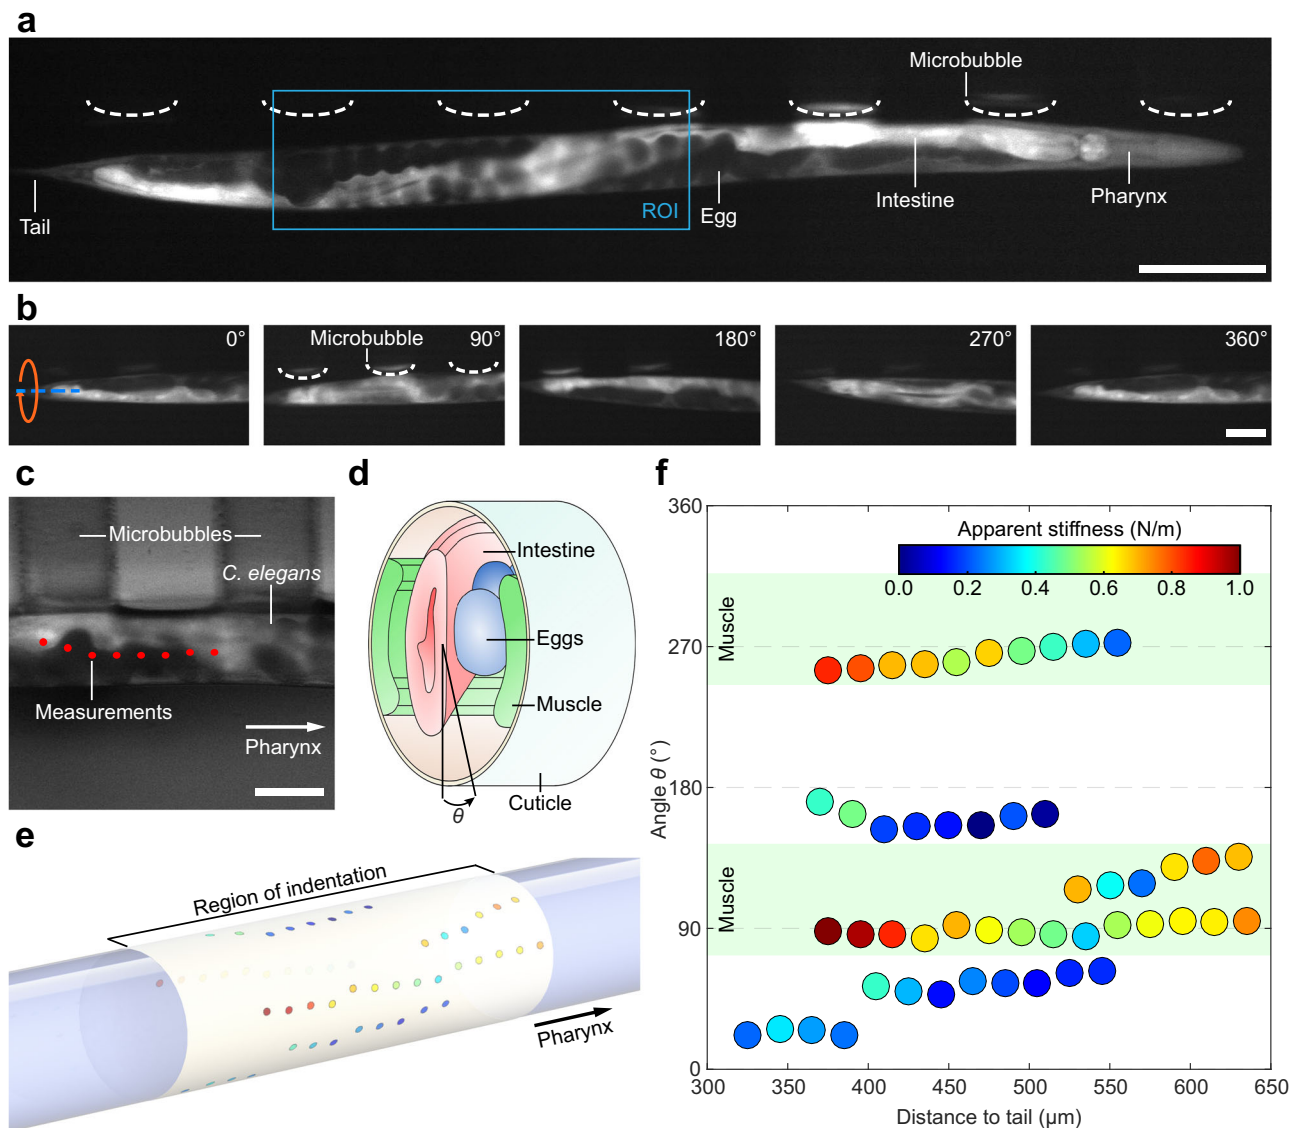 a
Microbubble
ROI
Tail
Egg
Intestine
Pharynx
b
0°
Microbubble
90°
180°
270°
360°
c
Microbubbles
C. elegans
Measurements
Pharynx
d
Intestine
Eggs
Muscle
Cuticle
θ
e
Region of indentation
Pharynx
f
Apparent stiffness (N/m)
0.0 0.2 0.4 0.6 0.8 1.0
Muscle
Muscle
Angle θ (°)
360
270
180
90
0
300 350 400 450 500 550 600 650
Distance to tail (µm)